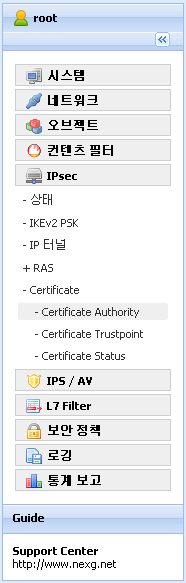 root
시스템
네트워크
오브젝트
컨텐츠 필터
IPsec
- 상태
- IKEv2 PSK
- IP 터널
+ RAS
- Certificate
- Certificate Authority
- Certificate Trustpoint
- Certificate Status
IPS / AV
L7 Filter
보안 정책
로깅
통계 보고
Guide
Support Center
http://www.nexg.net